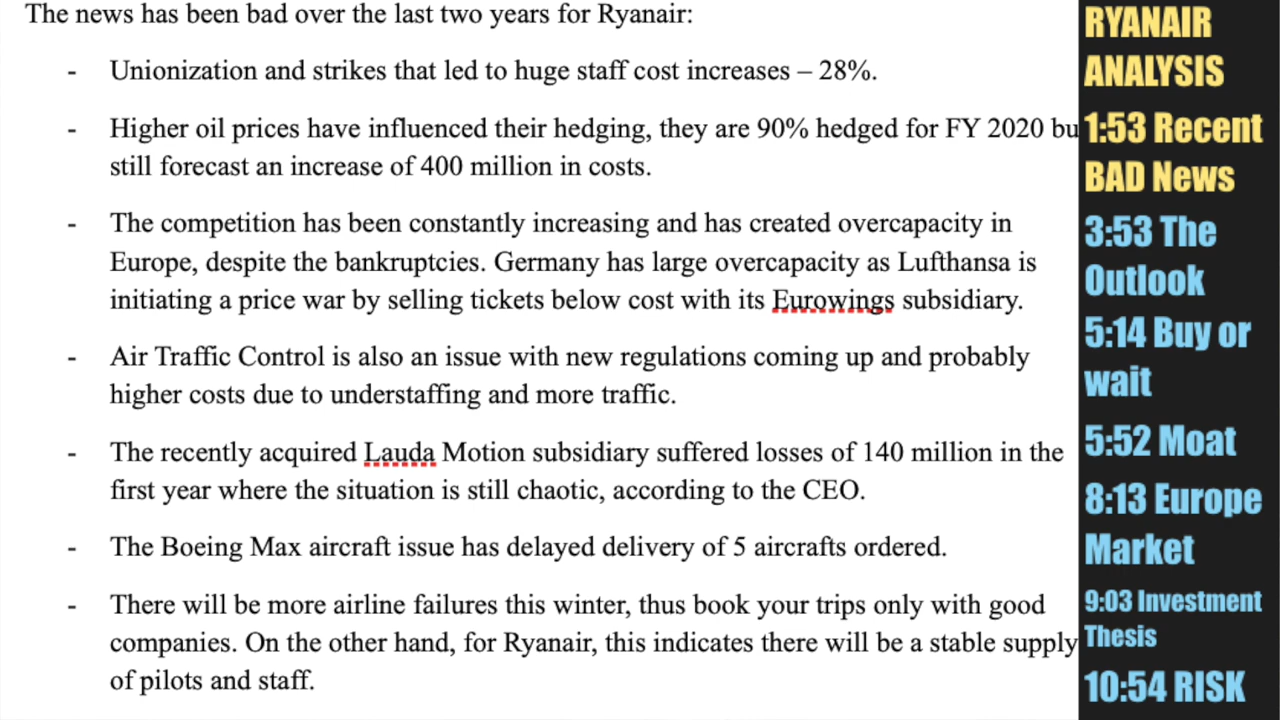 The news has been bad over the last two years for Ryanair:
- Unionization and strikes that led to huge staff cost increases – 28%.
- Higher oil prices have influenced their hedging, they are 90% hedged for FY 2020 bu
still forecast an increase of 400 million in costs.
- The competition has been constantly increasing and has created overcapacity in
Europe, despite the bankruptcies. Germany has large overcapacity as Lufthansa is
initiating a price war by selling tickets below cost with its Eurowings subsidiary.
- Air Traffic Control is also an issue with new regulations coming up and probably
higher costs due to understaffing and more traffic.
- The recently acquired Lauda Motion subsidiary suffered losses of 140 million in the
first year where the situation is still chaotic, according to the CEO.
- The Boeing Max aircraft issue has delayed delivery of 5 aircrafts ordered.
- There will be more airline failures this winter, thus book your trips only with good
companies. On the other hand, for Ryanair, this indicates there will be a stable supply
of pilots and staff.
RYANAIR
ANALYSIS
1:53 Recent
BAD News
3:53 The
Outlook
5:14 Buy or
wait
5:52 Moat
8:13 Europe
Market
9:03 Investment
Thesis
10:54 RISK